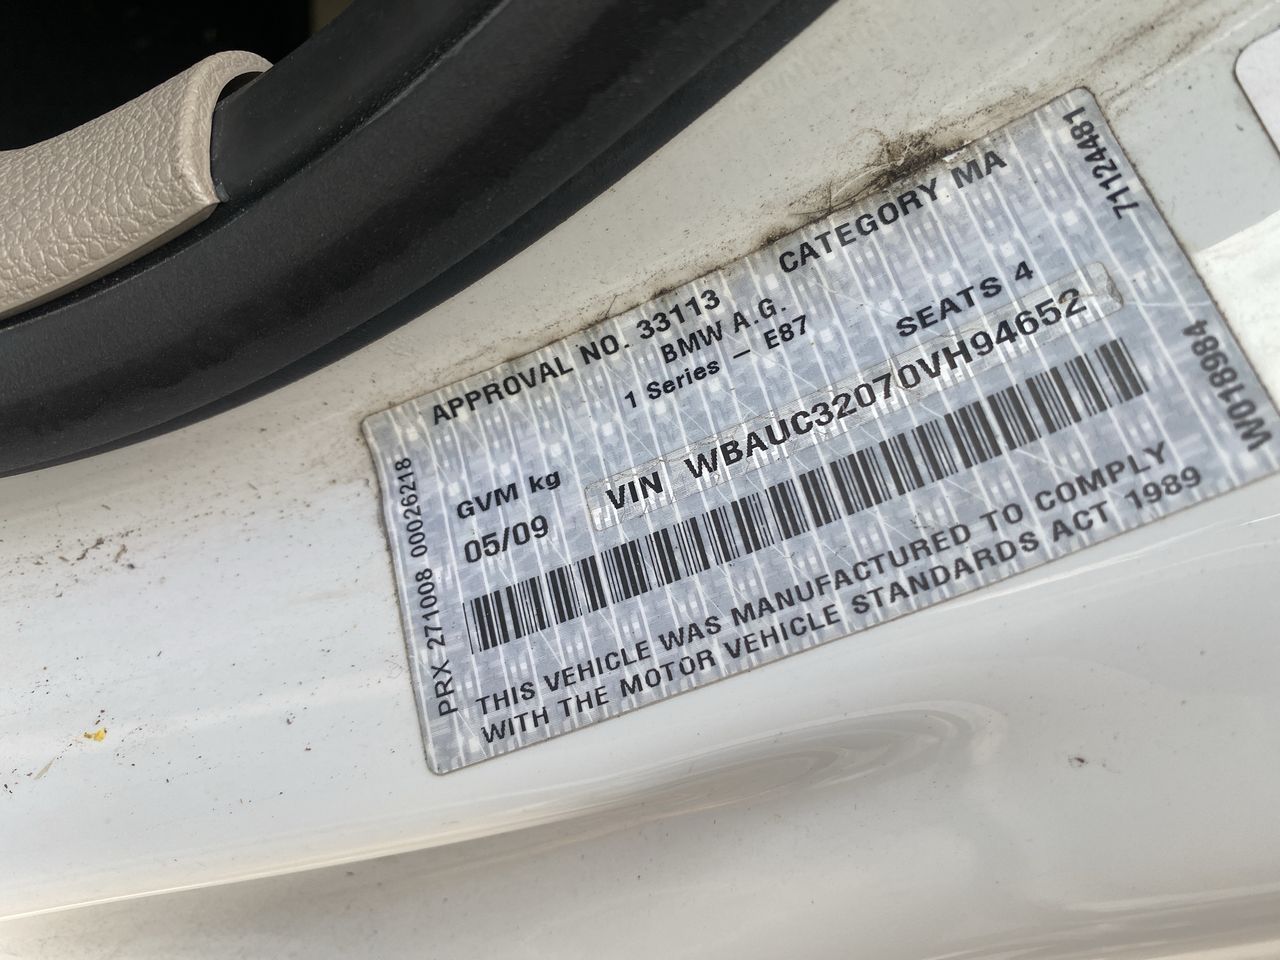 APPROVAL NO. 33113 CATEGORY MA
BMW A.G.
1 Series - E87 SEATS 4
GVM kg
05/09
VIN WBAUC32070VH94652
THIS VEHICLE WAS MANUFACTURED TO COMPLY
WITH THE MOTOR VEHICLE STANDARDS ACT 1989
PRX 271008 00026218
71124481
W018984